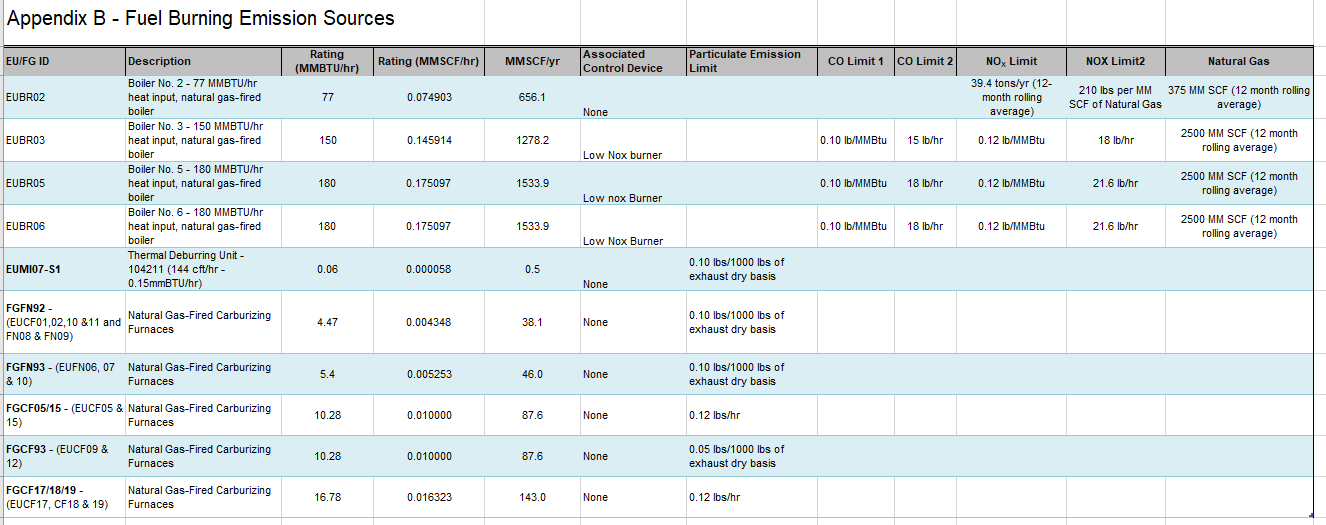 Appendix B - Fuel Burning Emission Sources
EU/FG ID Description Rating (MMBTU/hr) Rating (MMSCF/hr) MMSCF/yr Associated Control Device Particulate Emission Limit CO Limit 1 CO Limit 2 NOX Limit NOX Limit2 Natural Gas
EUBR02 Boiler No. 2 - 77 MMBTU/hr heat input, natural gas-fired boiler 77 0.074903 656.1 None 39.4 tons/yr (12-month rolling average) 210 lbs per MM SCF of Natural Gas 375 MM SCF (12 month rolling average)
EUBR03 Boiler No. 3 - 150 MMBTU/hr heat input, natural gas-fired boiler 150 0.145914 1278.2 Low Nox burner 0.10 lb/MMBtu 15 lb/hr 0.12 lb/MMBtu 18 lb/hr 2500 MM SCF (12 month rolling average)
EUBR05 Boiler No. 5 - 180 MMBTU/hr heat input, natural gas-fired boiler 180 0.175097 1533.9 Low nox Burner 0.10 lb/MMBtu 18 lb/hr 0.12 lb/MMBtu 21.6 lb/hr 2500 MM SCF (12 month rolling average)
EUBR06 Boiler No. 6 - 180 MMBTU/hr heat input, natural gas-fired boiler 180 0.175097 1533.9 Low Nox Burner 0.10 lb/MMBtu 18 lb/hr 0.12 lb/MMBtu 21.6 lb/hr 2500 MM SCF (12 month rolling average)
EUMI07-S1 Thermal Deburring Unit - 104211 (144 cft/hr - 0.15mmBTU/hr) 0.06 0.000058 0.5 None 0.10 lbs/1000 lbs of exhaust dry basis
FGFN92 - (EUCF01,02,10 &11 and FN08 & FN09) Natural Gas-Fired Carburizing Furnaces 4.47 0.004348 38.1 None 0.10 lbs/1000 lbs of exhaust dry basis
FGFN93 - (EUFN06, 07 & 10) Natural Gas-Fired Carburizing Furnaces 5.4 0.005253 46.0 None 0.10 lbs/1000 lbs of exhaust dry basis
FGCF05/15 - (EUCF05 & 15) Natural Gas-Fired Carburizing Furnaces 10.28 0.010000 87.6 None 0.12 lbs/hr
FGCF93 - (EUCF09 & 12) Natural Gas-Fired Carburizing Furnaces 10.28 0.010000 87.6 None 0.05 lbs/1000 lbs of exhaust dry basis
FGCF17/18/19 - (EUCF17, CF18 & 19) Natural Gas-Fired Carburizing Furnaces 16.78 0.016323 143.0 None 0.12 lbs/hr